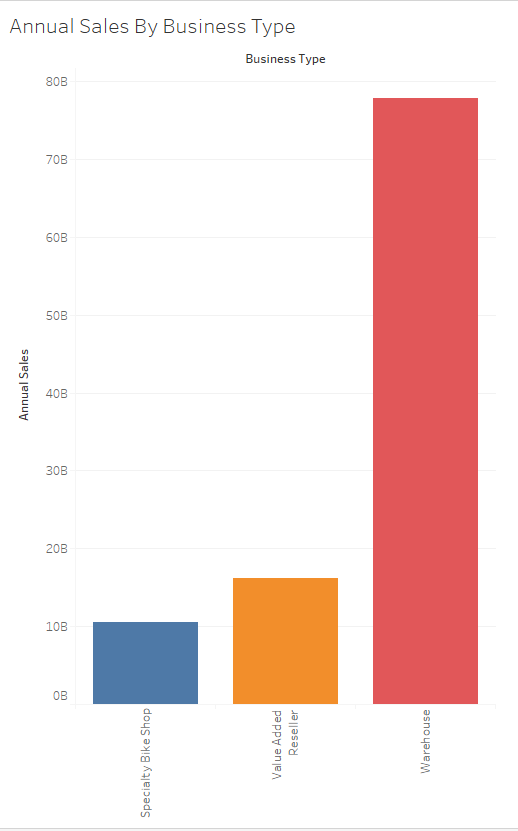 Annual Sales By Business Type
Business Type
80B
70B
60B
50B
40B
30B
20B
10B
0B
Annual Sales
Specialty Bike Shop
Value Added
Reseller
Warehouse